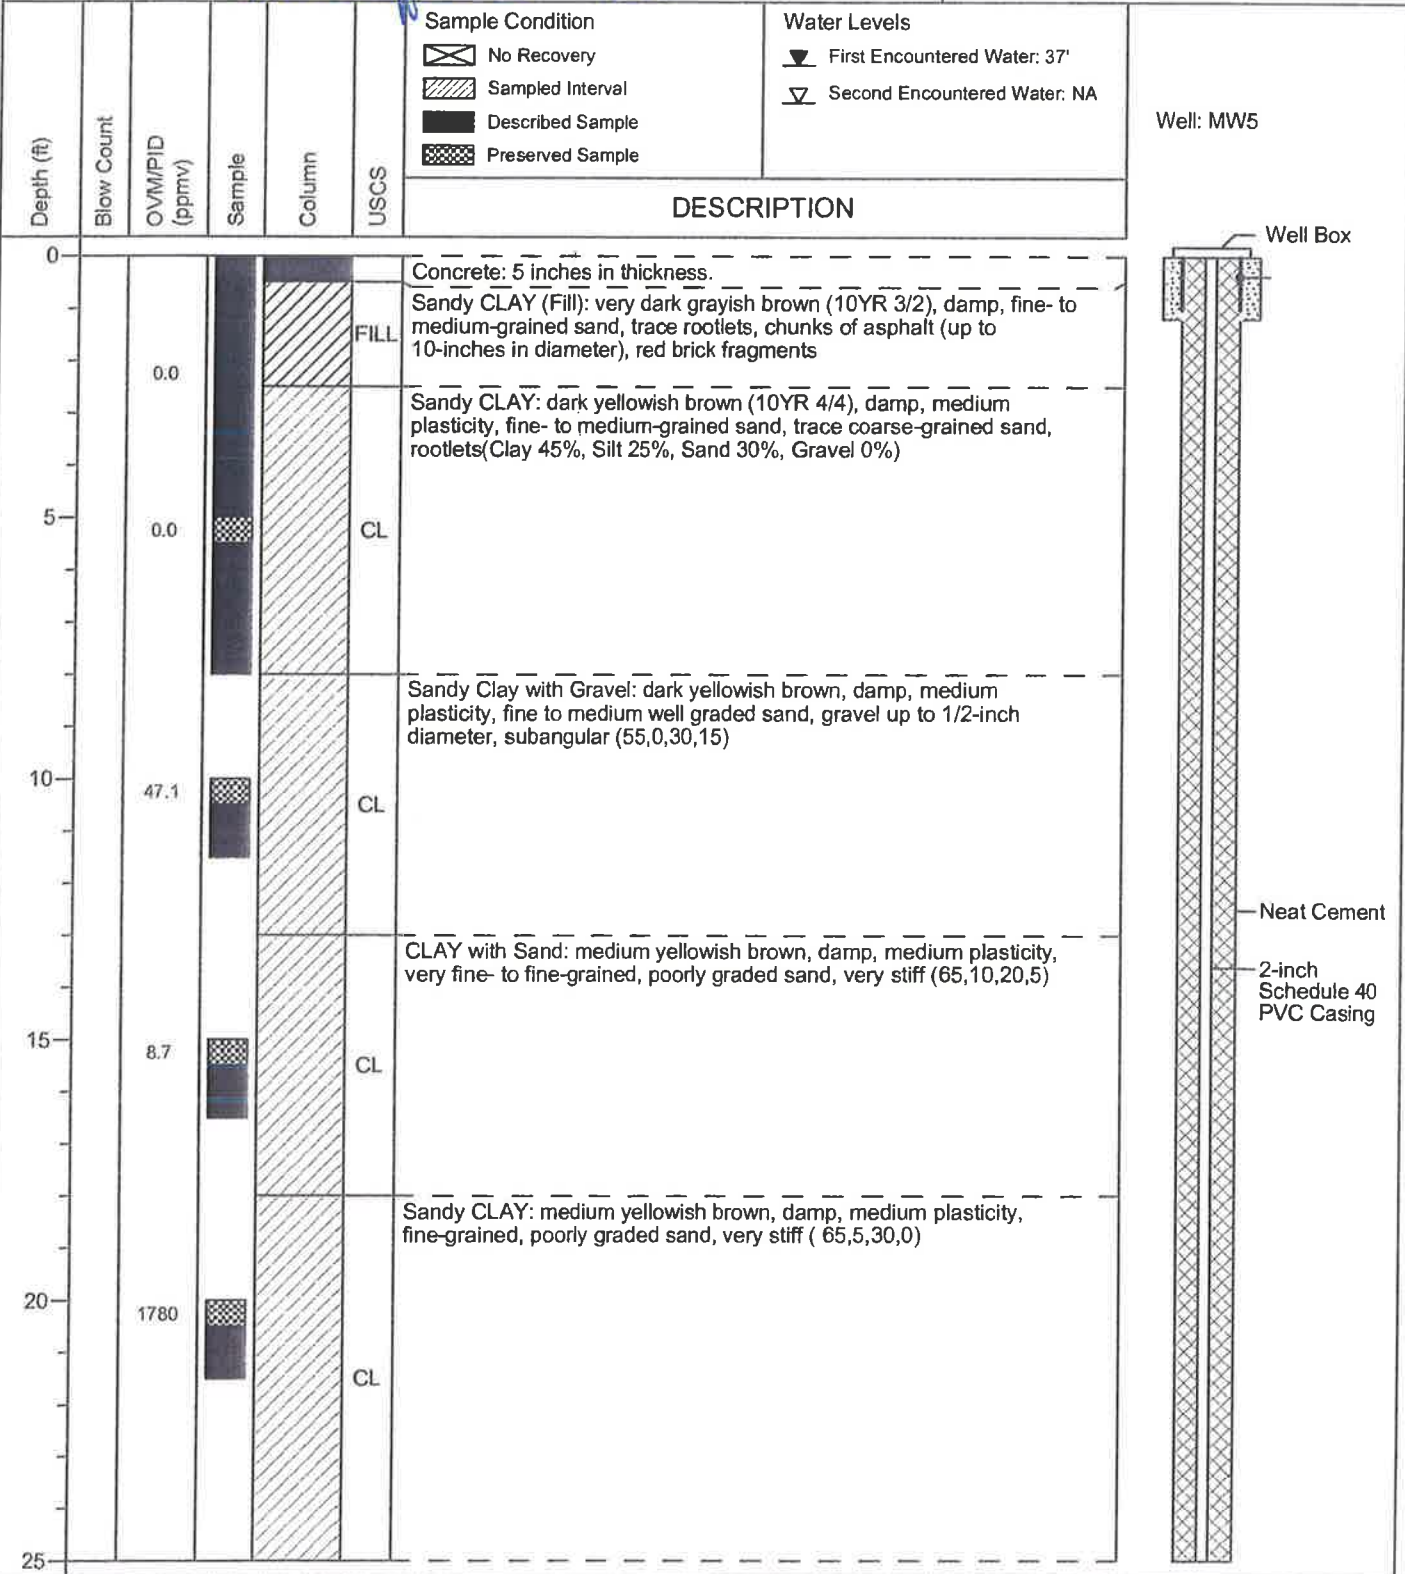 Depth (ft)
Blow Count
OVM/PID
(ppmv)
Sample
Column
USCS
Sample Condition
No Recovery
Sampled Interval
Described Sample
Preserved Sample
Water Levels
First Encountered Water: 37'
Second Encountered Water: NA
Well: MW5
DESCRIPTION
Well Box
0
Concrete: 5 inches in thickness.
Sandy CLAY (Fill): very dark grayish brown (10YR 3/2), damp, fine- to
medium-grained sand, trace rootlets, chunks of asphalt (up to
10-inches in diameter), red brick fragments
FILL
0.0
Sandy CLAY: dark yellowish brown (10YR 4/4), damp, medium
plasticity, fine- to medium-grained sand, trace coarse-grained sand,
rootlets(Clay 45%, Silt 25%, Sand 30%, Gravel 0%)
5
0.0
CL
Sandy Clay with Gravel: dark yellowish brown, damp, medium
plasticity, fine to medium well graded sand, gravel up to 1/2-inch
diameter, subangular (55,0,30,15)
10
47.1
CL
Neat Cement
CLAY with Sand: medium yellowish brown, damp, medium plasticity,
very fine- to fine-grained, poorly graded sand, very stiff (65,10,20,5)
2-inch
Schedule 40
PVC Casing
15
8.7
CL
Sandy CLAY: medium yellowish brown, damp, medium plasticity,
fine-grained, poorly graded sand, very stiff ( 65,5,30,0)
20
1780
CL
25